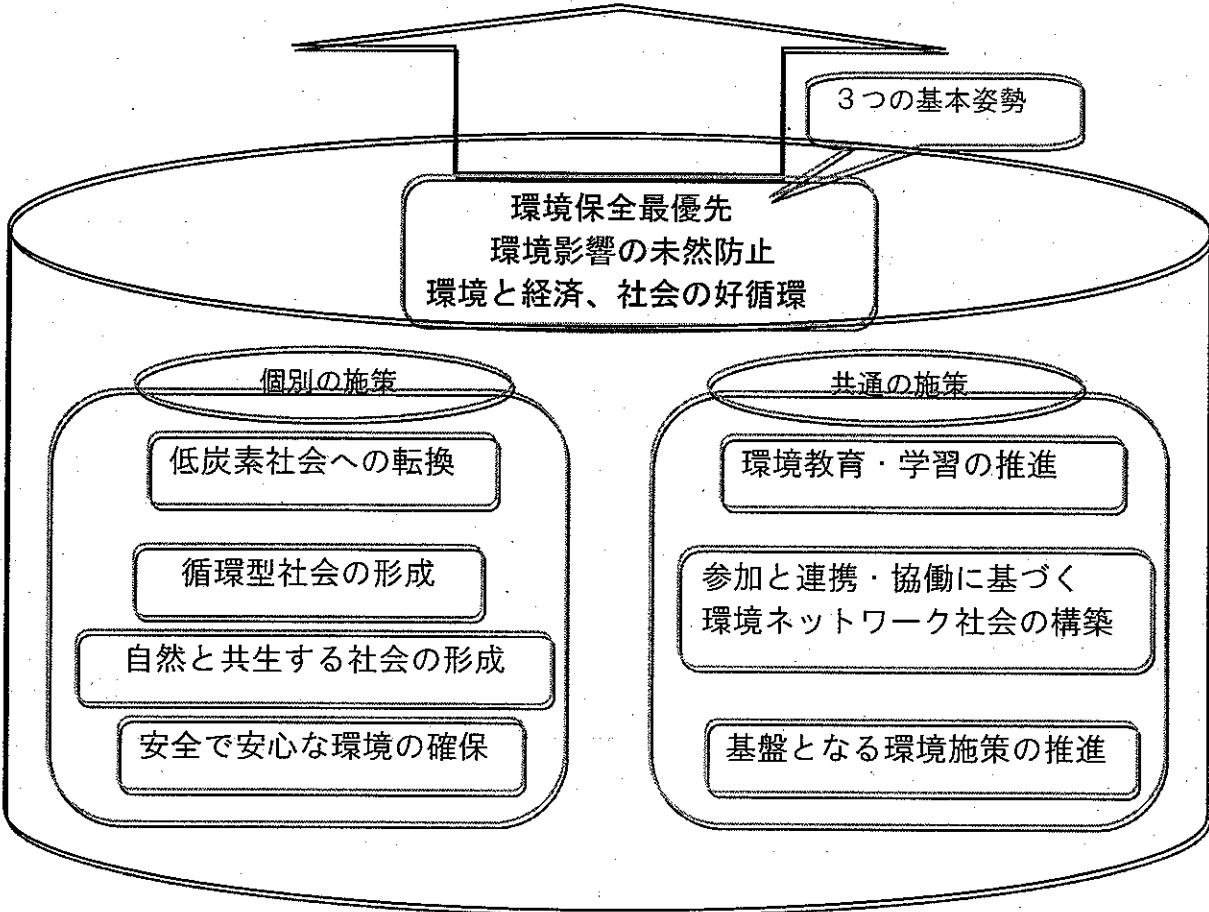 3つの基本姿勢
環境保全最優先
環境影響の未然防止
環境と経済、社会の好循環
個別の施策
低炭素社会への転換
循環型社会の形成
自然と共生する社会の形成
安全で安心な環境の確保
共通の施策
環境教育・学習の推進
参加と連携・協働に基づく
環境ネットワーク社会の構築
基盤となる環境施策の推進